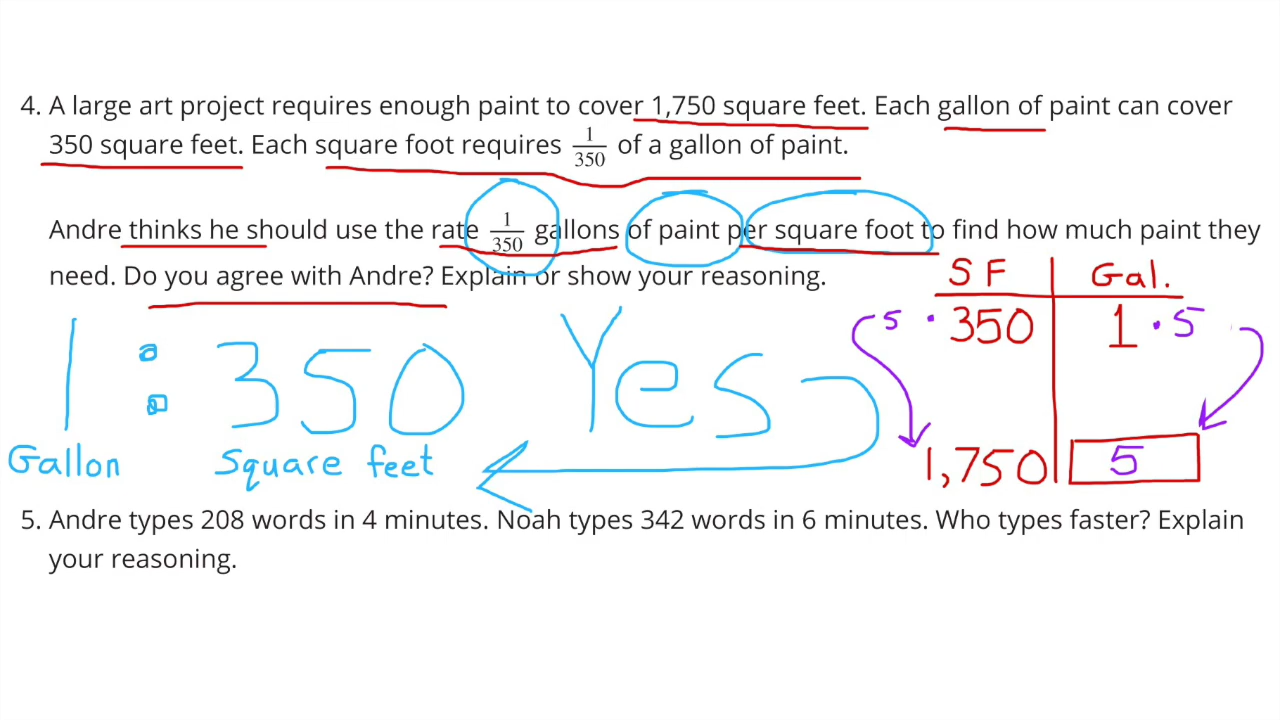 4. A large art project requires enough paint to cover 1,750 square feet. Each gallon of paint can cover
350 square feet. Each square foot requires 1/350 of a gallon of paint.
Andre thinks he should use the rate 1/350 gallons of paint per square foot to find how much paint they
need. Do you agree with Andre? Explain or show your reasoning.
SF Gal.
5 · 350 1 · 5
1 : 350 Yes
Gallon Square feet
1,750 5
5. Andre types 208 words in 4 minutes. Noah types 342 words in 6 minutes. Who types faster? Explain
your reasoning.